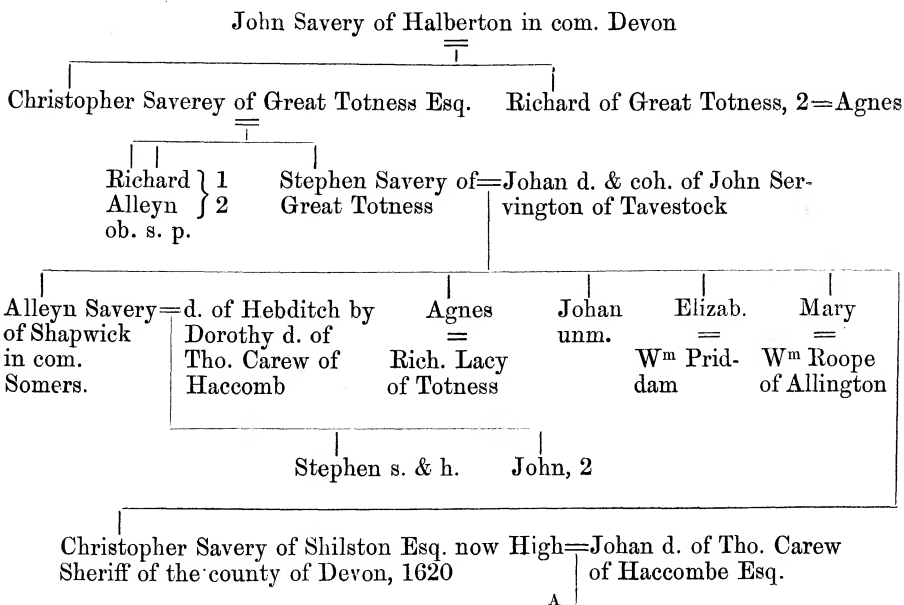 John Savery of Halberton in com. Devon
=
Christopher Saverey of Great Totness Esq. Richard of Great Totness, 2=Agnes
=
Richard } 1
Alleyn } 2
ob. s. p.
Stephen Savery of=Johan d. & coh. of John Ser-
Great Totness vington of Tavestock
Alleyn Savery=d. of Hebditch by
of Shapwick Dorothy d. of
in com. Tho. Carew of
Somers. Haccomb
Agnes
=
Rich. Lacy
of Totness
Johan
unm.
Elizab.
=
Wm Prid-
dam
Mary
=
Wm Roope
of Allington
Stephen s. & h. John, 2
Christopher Savery of Shilston Esq. now High=Johan d. of Tho. Carew
Sheriff of the county of Devon, 1620 of Haccombe Esq.
A